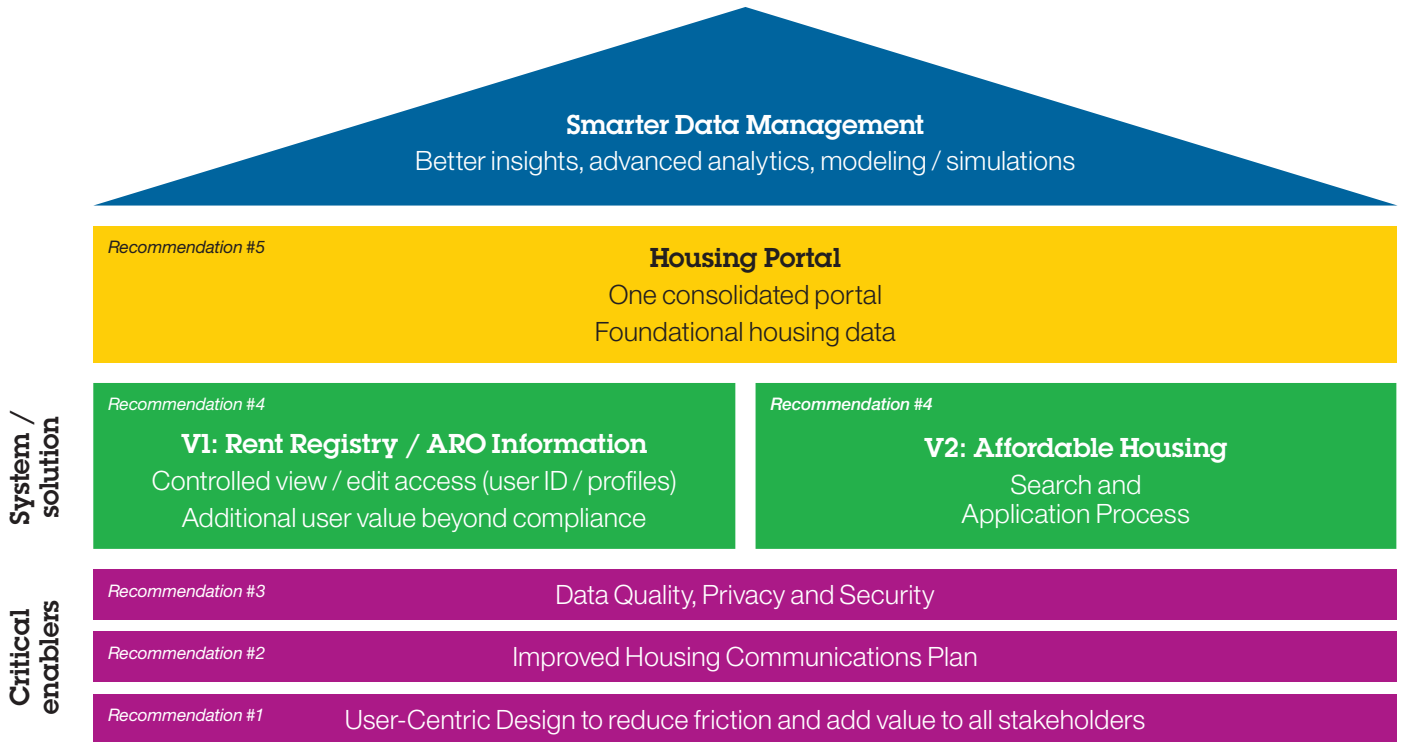 Smarter Data Management
Better insights, advanced analytics, modeling / simulations
Recommendation #5
Housing Portal
One consolidated portal
Foundational housing data
System /
solution
Recommendation #4
V1: Rent Registry / ARO Information
Controlled view / edit access (user ID / profiles)
Additional user value beyond compliance
Recommendation #4
V2: Affordable Housing
Search and
Application Process
Critical
enablers
Recommendation #3
Data Quality, Privacy and Security
Recommendation #2
Improved Housing Communications Plan
Recommendation #1
User-Centric Design to reduce friction and add value to all stakeholders